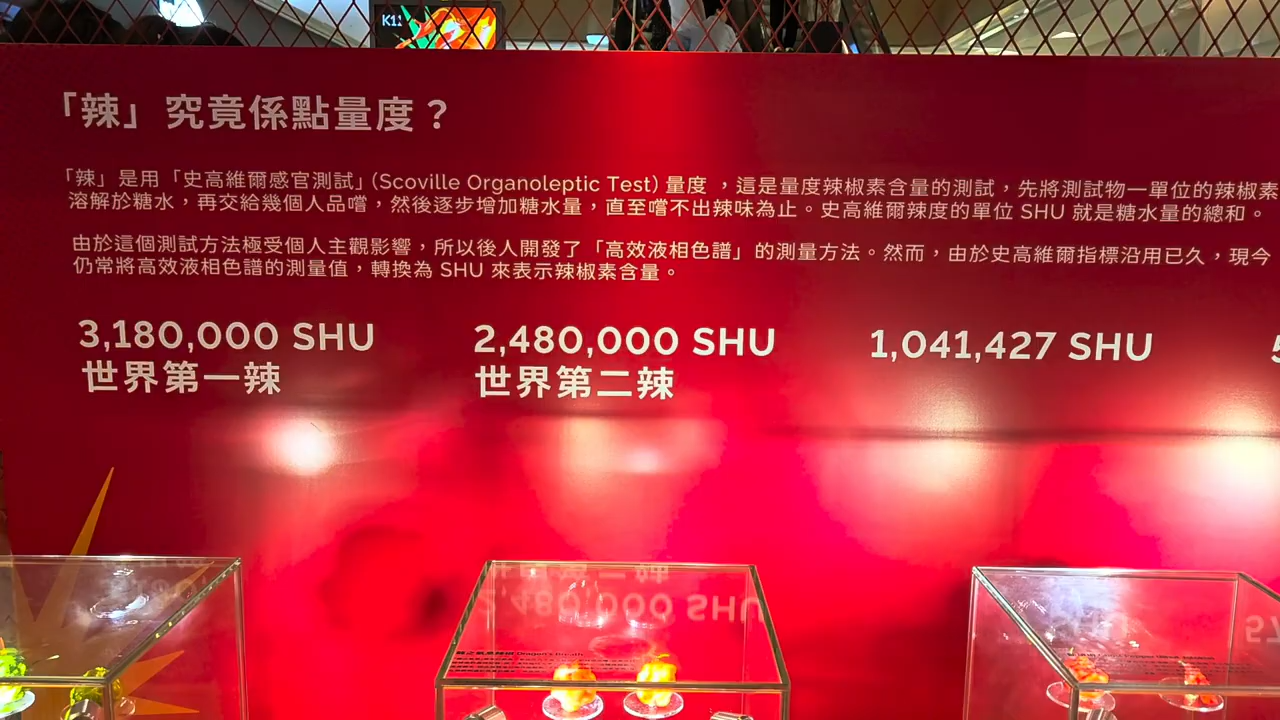 K11
「辣」究竟係點量度？
「辣」是用「史高維爾感官測試」(Scoville Organoleptic Test) 量度 ，這是量度辣椒素含量的測試，先將測試物一單位的辣椒素
溶解於糖水，再交給幾個人品嚐，然後逐步增加糖水量，直至嚐不出辣味為止。史高維爾辣度的單位 SHU 就是糖水量的總和。
由於這個測試方法極受個人主觀影響，所以後人開發了「高效液相色譜」的測量方法。然而，由於史高維爾指標沿用已久，現今
仍常將高效液相色譜的測量值，轉換為 SHU 來表示辣椒素含量。
3,180,000 SHU
世界第一辣
2,480,000 SHU
世界第二辣
1,041,427 SHU
Dragon's Breath